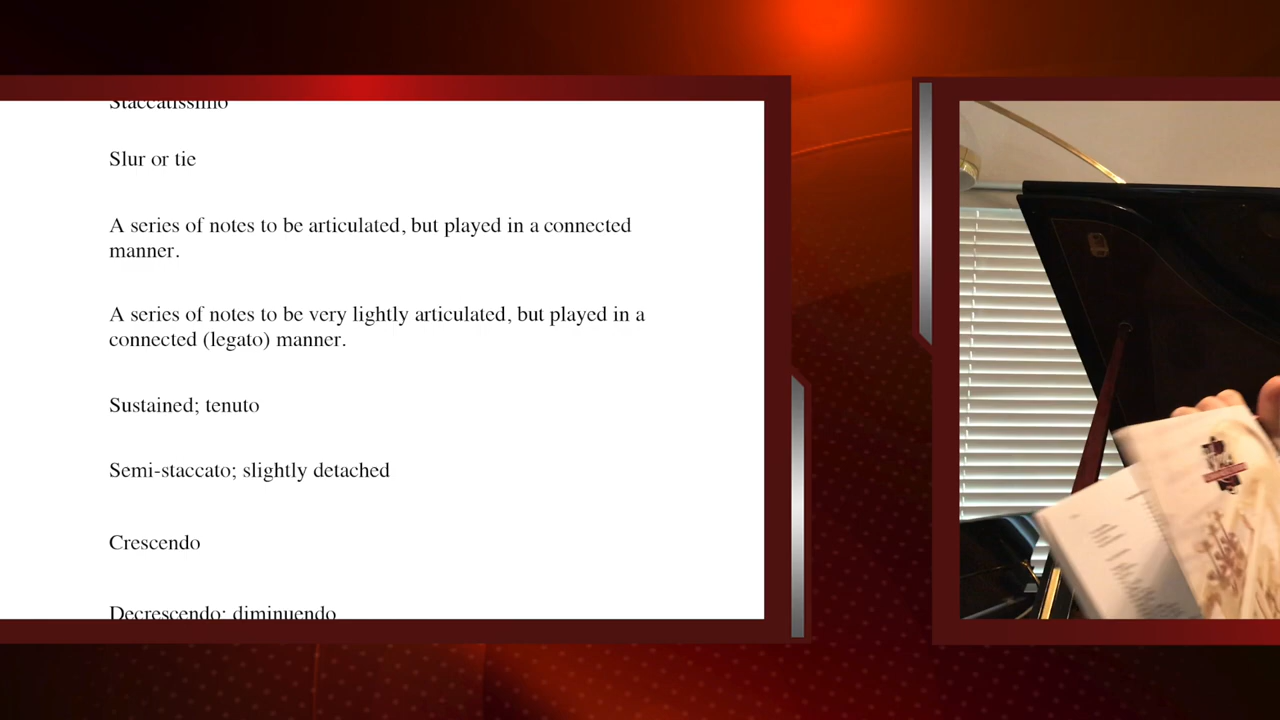 Staccatissimo
Slur or tie
A series of notes to be articulated, but played in a connected
manner.
A series of notes to be very lightly articulated, but played in a
connected (legato) manner.
Sustained; tenuto
Semi-staccato; slightly detached
Crescendo
Decrescendo; diminuendo